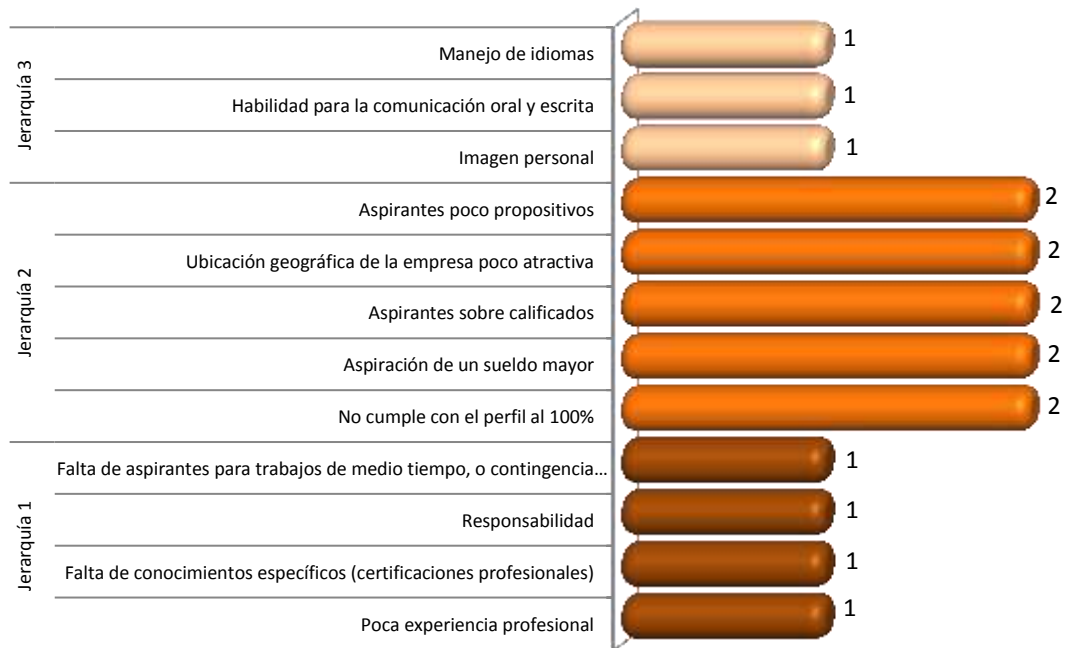 Jerarquía 3
Manejo de idiomas
1
Habilidad para la comunicación oral y escrita
1
Imagen personal
1
Jerarquía 2
Aspirantes poco propositivos
2
Ubicación geográfica de la empresa poco atractiva
2
Aspirantes sobre calificados
2
Aspiración de un sueldo mayor
2
No cumple con el perfil al 100%
2
Jerarquía 1
Falta de aspirantes para trabajos de medio tiempo, o contingencia...
1
Responsabilidad
1
Falta de conocimientos específicos (certificaciones profesionales)
1
Poca experiencia profesional
1